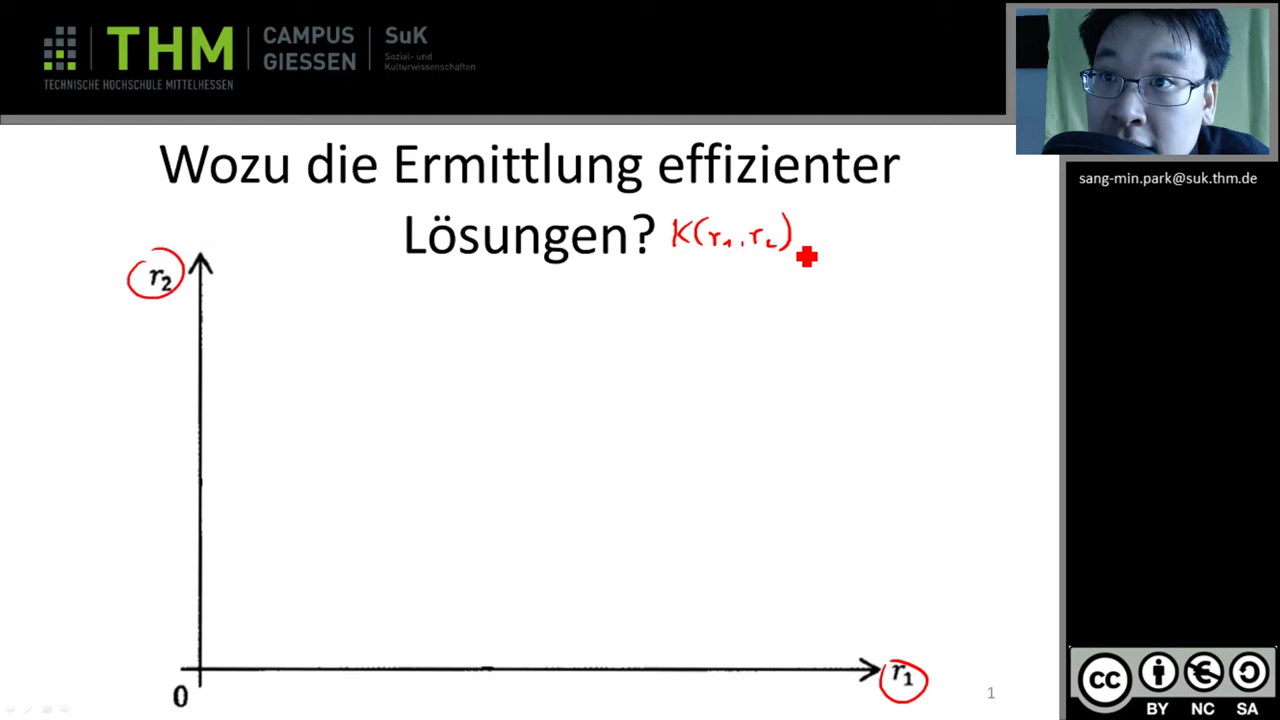 THM
TECHNISCHE HOCHSCHULE MITTELHESSEN
CAMPUS
GIESSEN
SuK
Sozial- und
Kulturwissenschaften
sang-min.park@suk.thm.de
Wozu die Ermittlung effizienter
Lösungen? K(r₁, r₂)
r₂
r₁
0
1
cc
BY NC SA